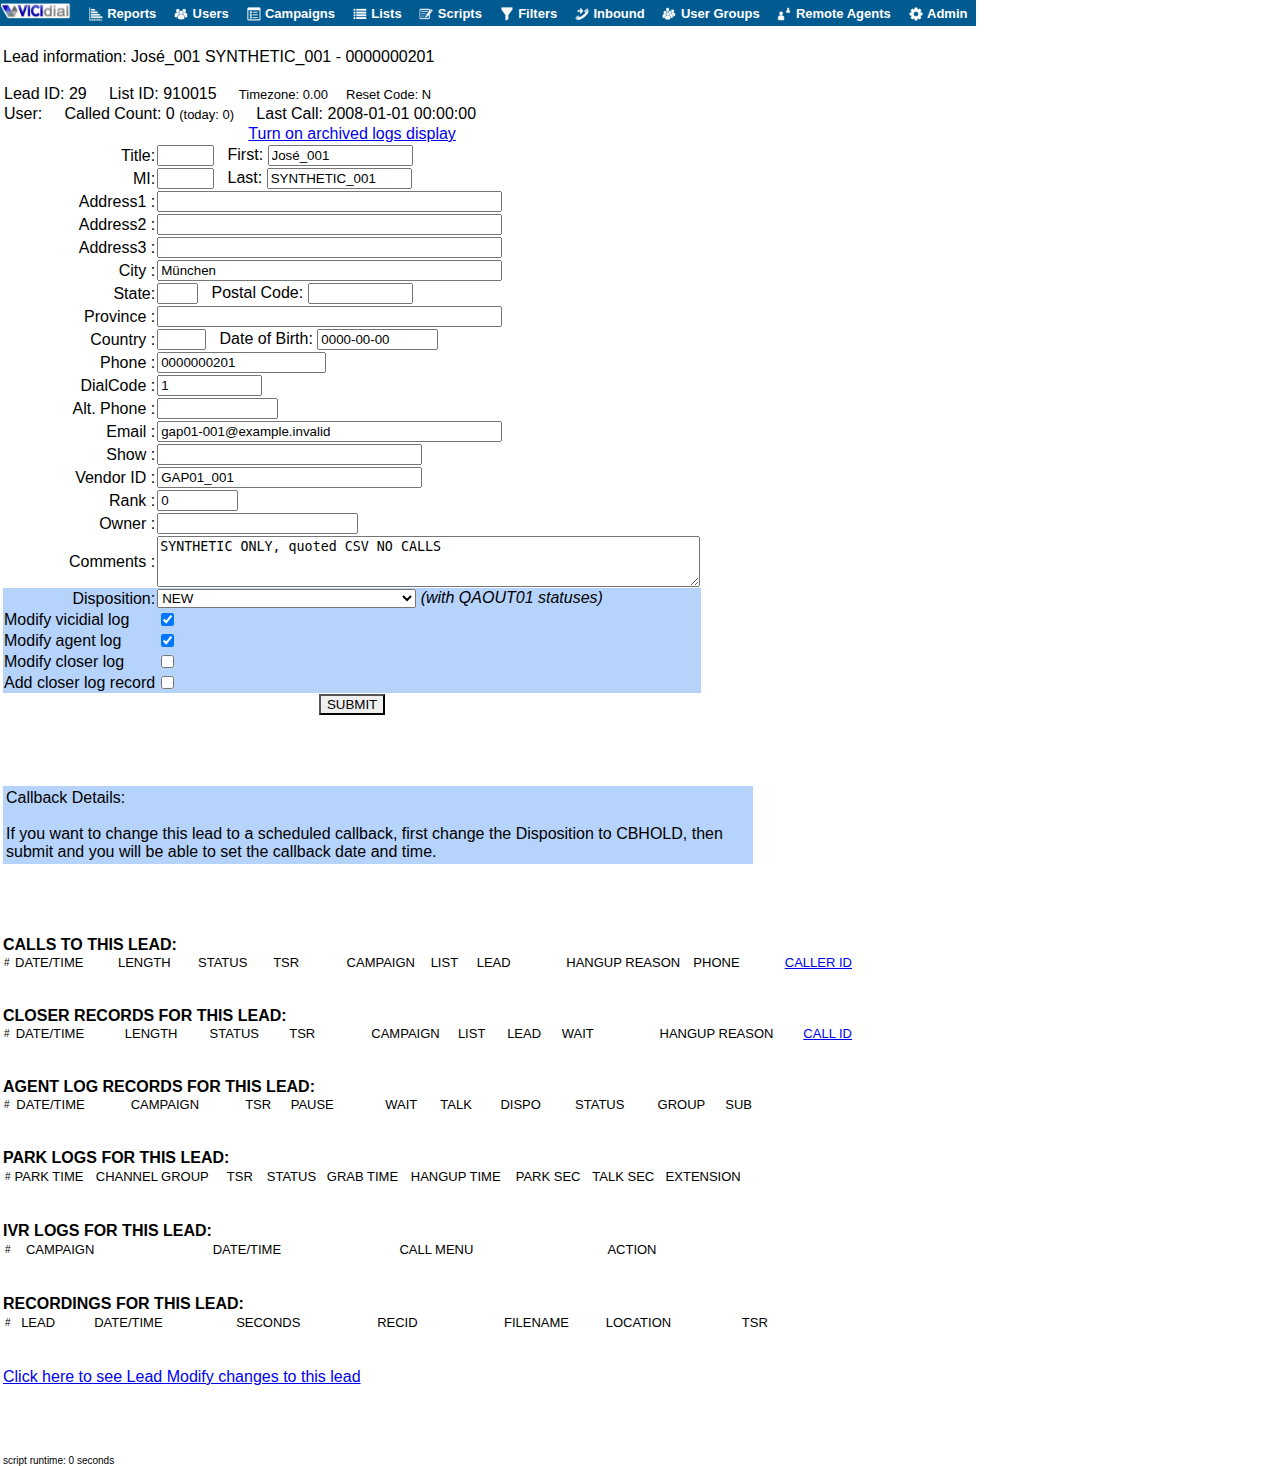 ViCidial Reports Users Campaigns Lists Scripts Filters Inbound User Groups Remote Agents Admin
Lead information: José_001 SYNTHETIC_001 - 0000000201
Lead ID: 29 List ID: 910015 Timezone: 0.00 Reset Code: N
User: Called Count: 0 (today: 0) Last Call: 2008-01-01 00:00:00
Turn on archived logs display
Title: First: José_001
MI: Last: SYNTHETIC_001
Address1 :
Address2 :
Address3 :
City : München
State: Postal Code:
Province :
Country : Date of Birth: 0000-00-00
Phone : 0000000201
DialCode : 1
Alt. Phone :
Email : gap01-001@example.invalid
Show :
Vendor ID : GAP01_001
Rank : 0
Owner :
Comments : SYNTHETIC ONLY, quoted CSV NO CALLS
Disposition: NEW (with QAOUT01 statuses)
Modify vicidial log
Modify agent log
Modify closer log
Add closer log record
SUBMIT
Callback Details:
If you want to change this lead to a scheduled callback, first change the Disposition to CBHOLD, then
submit and you will be able to set the callback date and time.
CALLS TO THIS LEAD:
# DATE/TIME LENGTH STATUS TSR CAMPAIGN LIST LEAD HANGUP REASON PHONE CALLER ID
CLOSER RECORDS FOR THIS LEAD:
# DATE/TIME LENGTH STATUS TSR CAMPAIGN LIST LEAD WAIT HANGUP REASON CALL ID
AGENT LOG RECORDS FOR THIS LEAD:
# DATE/TIME CAMPAIGN TSR PAUSE WAIT TALK DISPO STATUS GROUP SUB
PARK LOGS FOR THIS LEAD:
# PARK TIME CHANNEL GROUP TSR STATUS GRAB TIME HANGUP TIME PARK SEC TALK SEC EXTENSION
IVR LOGS FOR THIS LEAD:
# CAMPAIGN DATE/TIME CALL MENU ACTION
RECORDINGS FOR THIS LEAD:
# LEAD DATE/TIME SECONDS RECID FILENAME LOCATION TSR
Click here to see Lead Modify changes to this lead
script runtime: 0 seconds